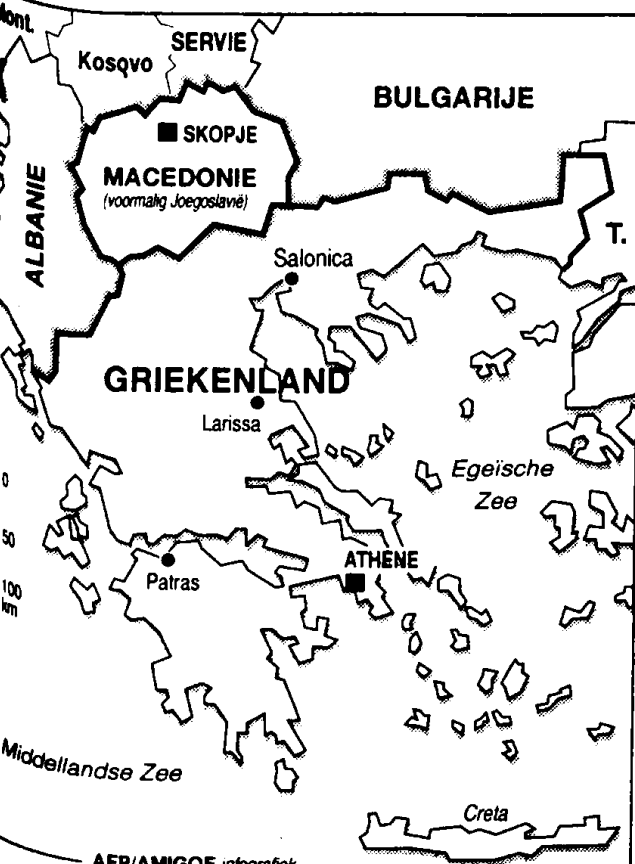 Mont.
SERVIE
Kosovo
BULGARIJE
SKOPJE
MACEDONIE
(voormalig Joegoslavië)
ALBANIE
T.
Salonica
GRIEKENLAND
Larissa
Egeïsche
Zee
0
50
100
km
ATHENE
Patras
Middellandse Zee
Creta
AFP/AMIGOE infografiek